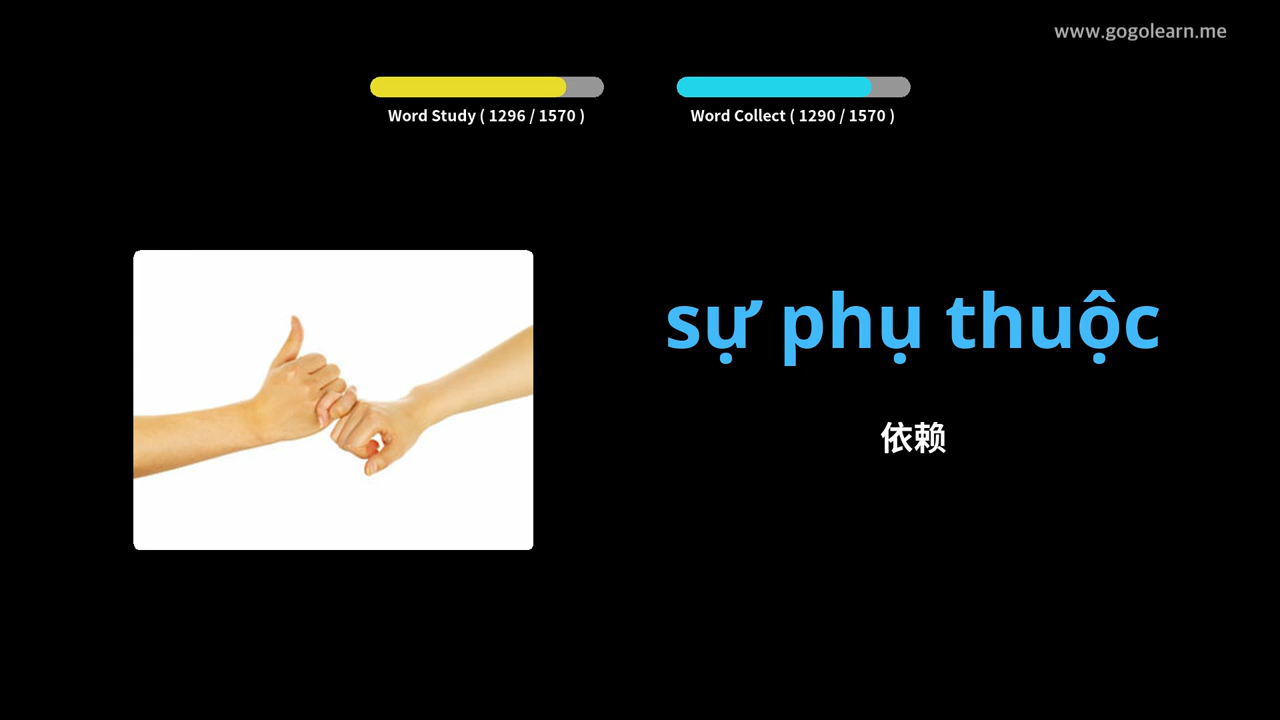 www.gogolearn.me
Word Study ( 1296 / 1570 )
Word Collect ( 1290 / 1570 )
sự phụ thuộc
依赖